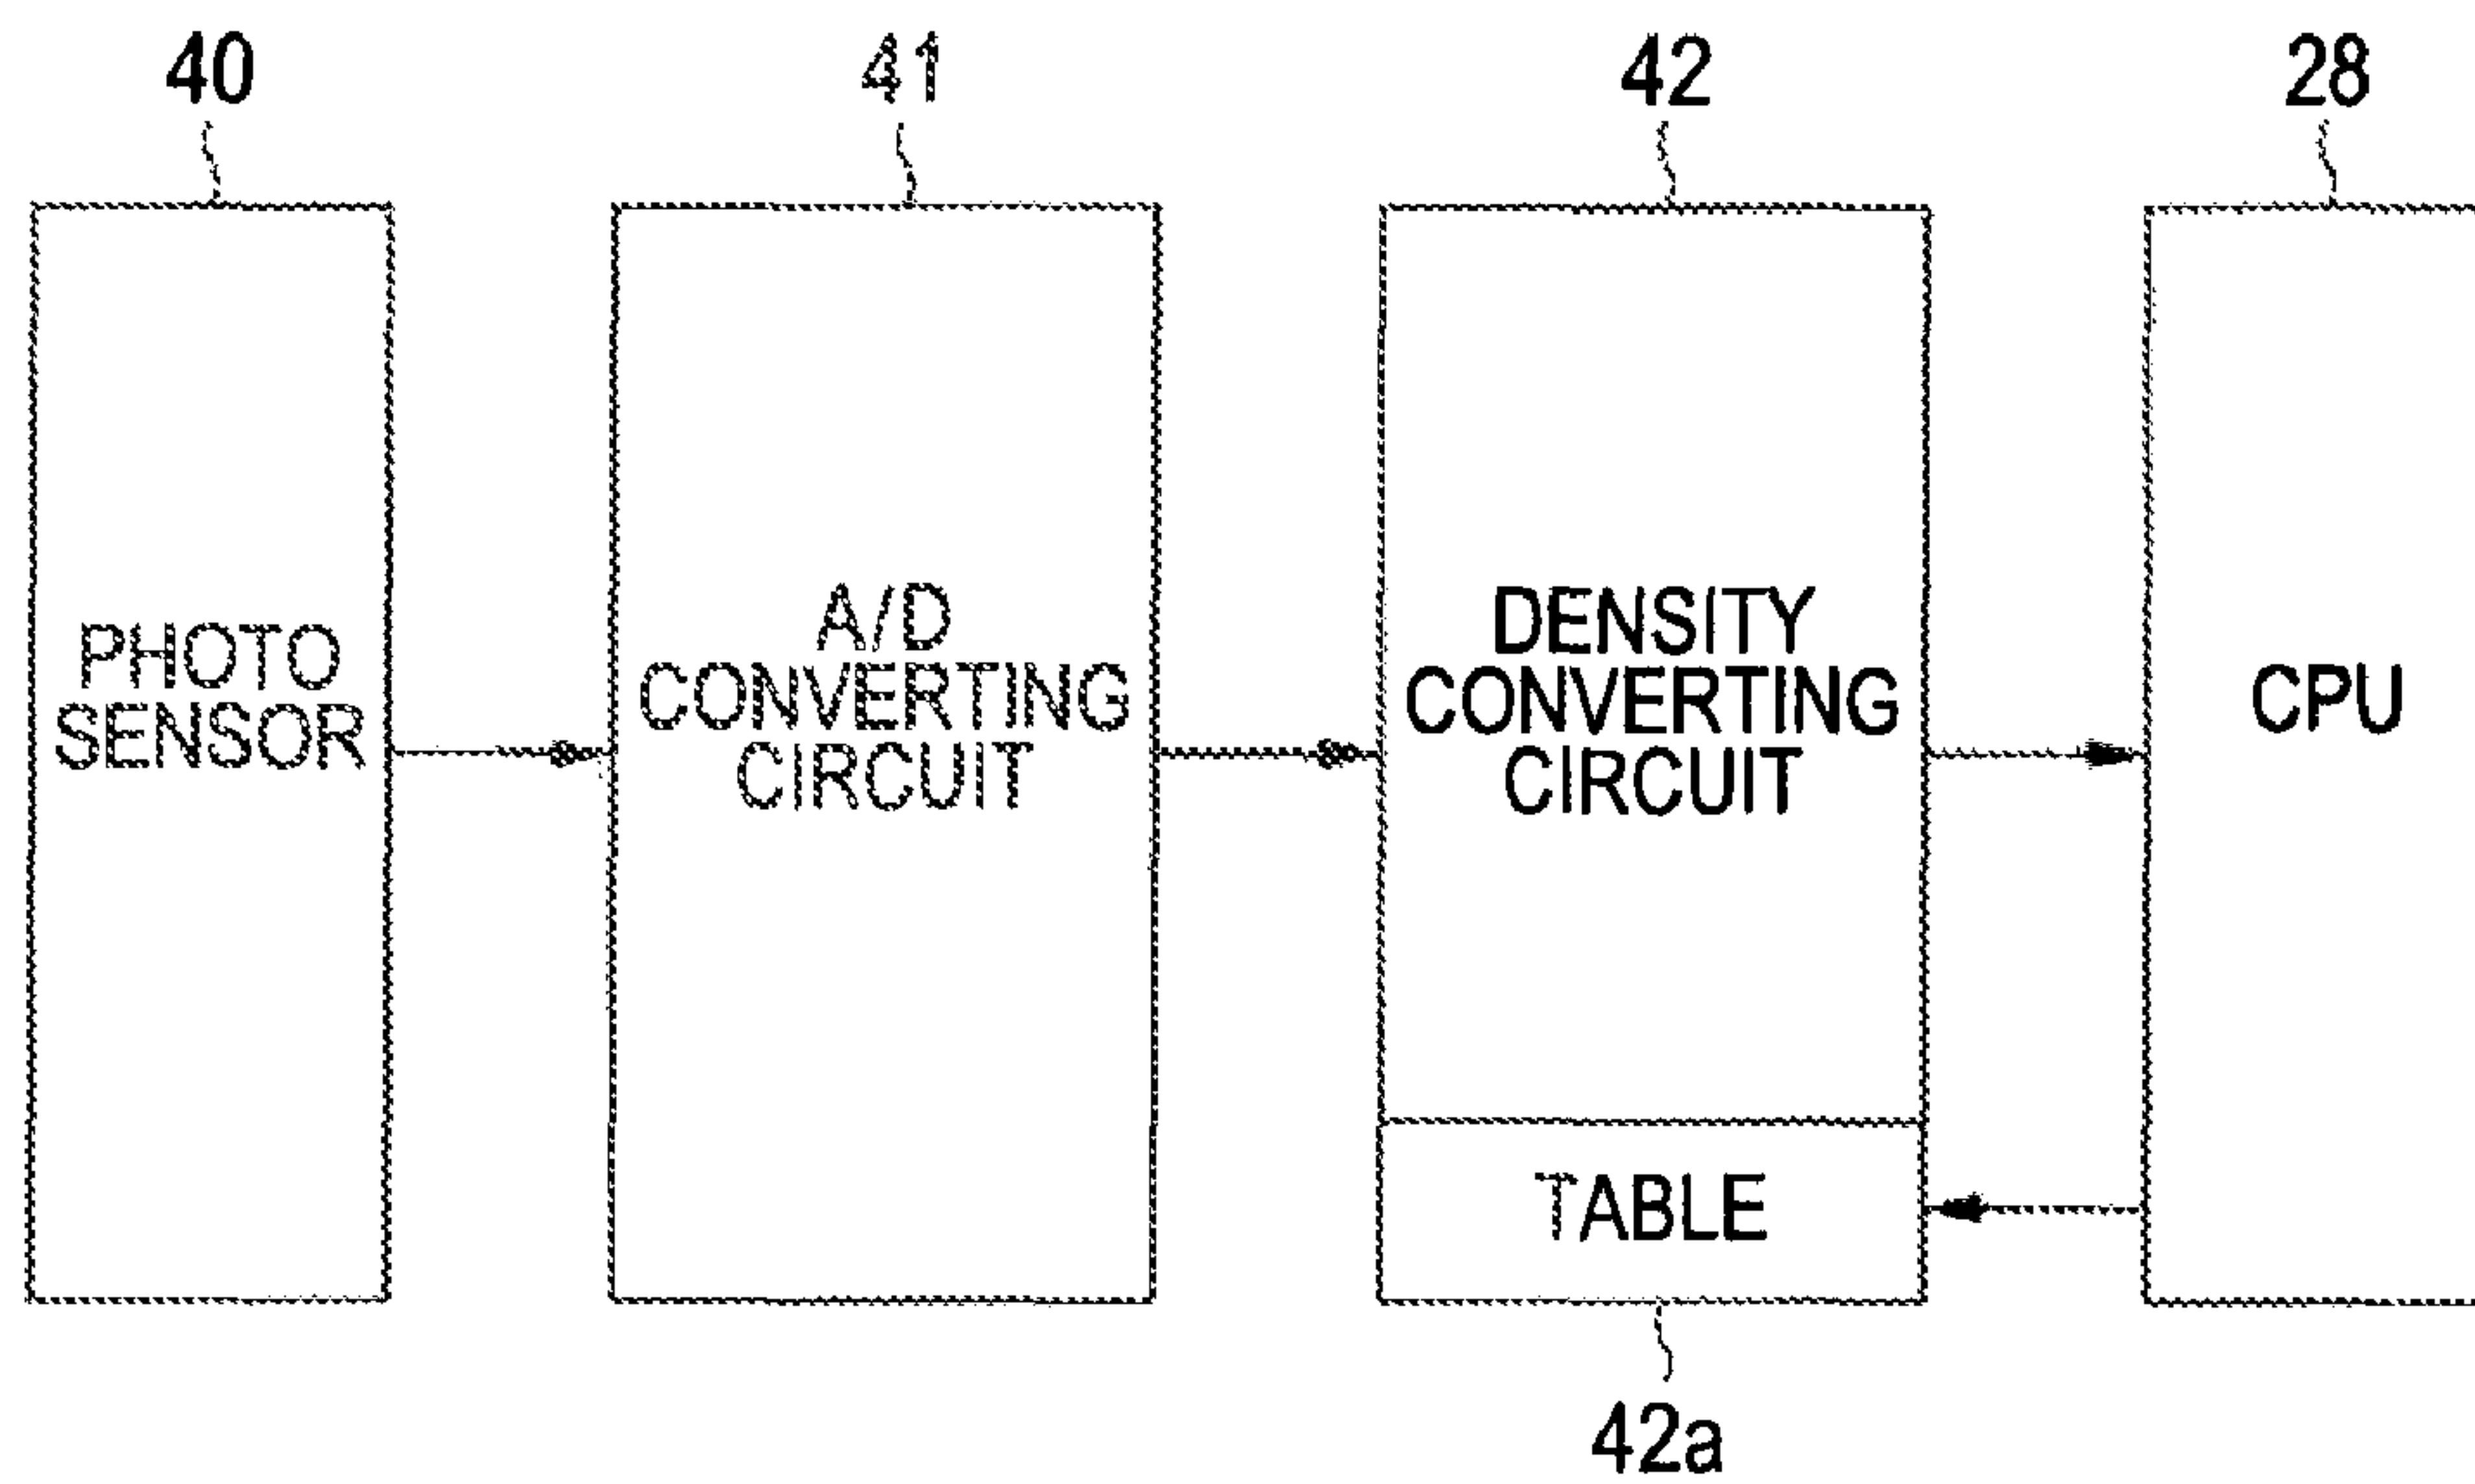 40
41
42
28
PHOTO
SENSOR
A/D
CONVERTING
CIRCUIT
DENSITY
CONVERTING
CIRCUIT
CPU
TABLE
42a